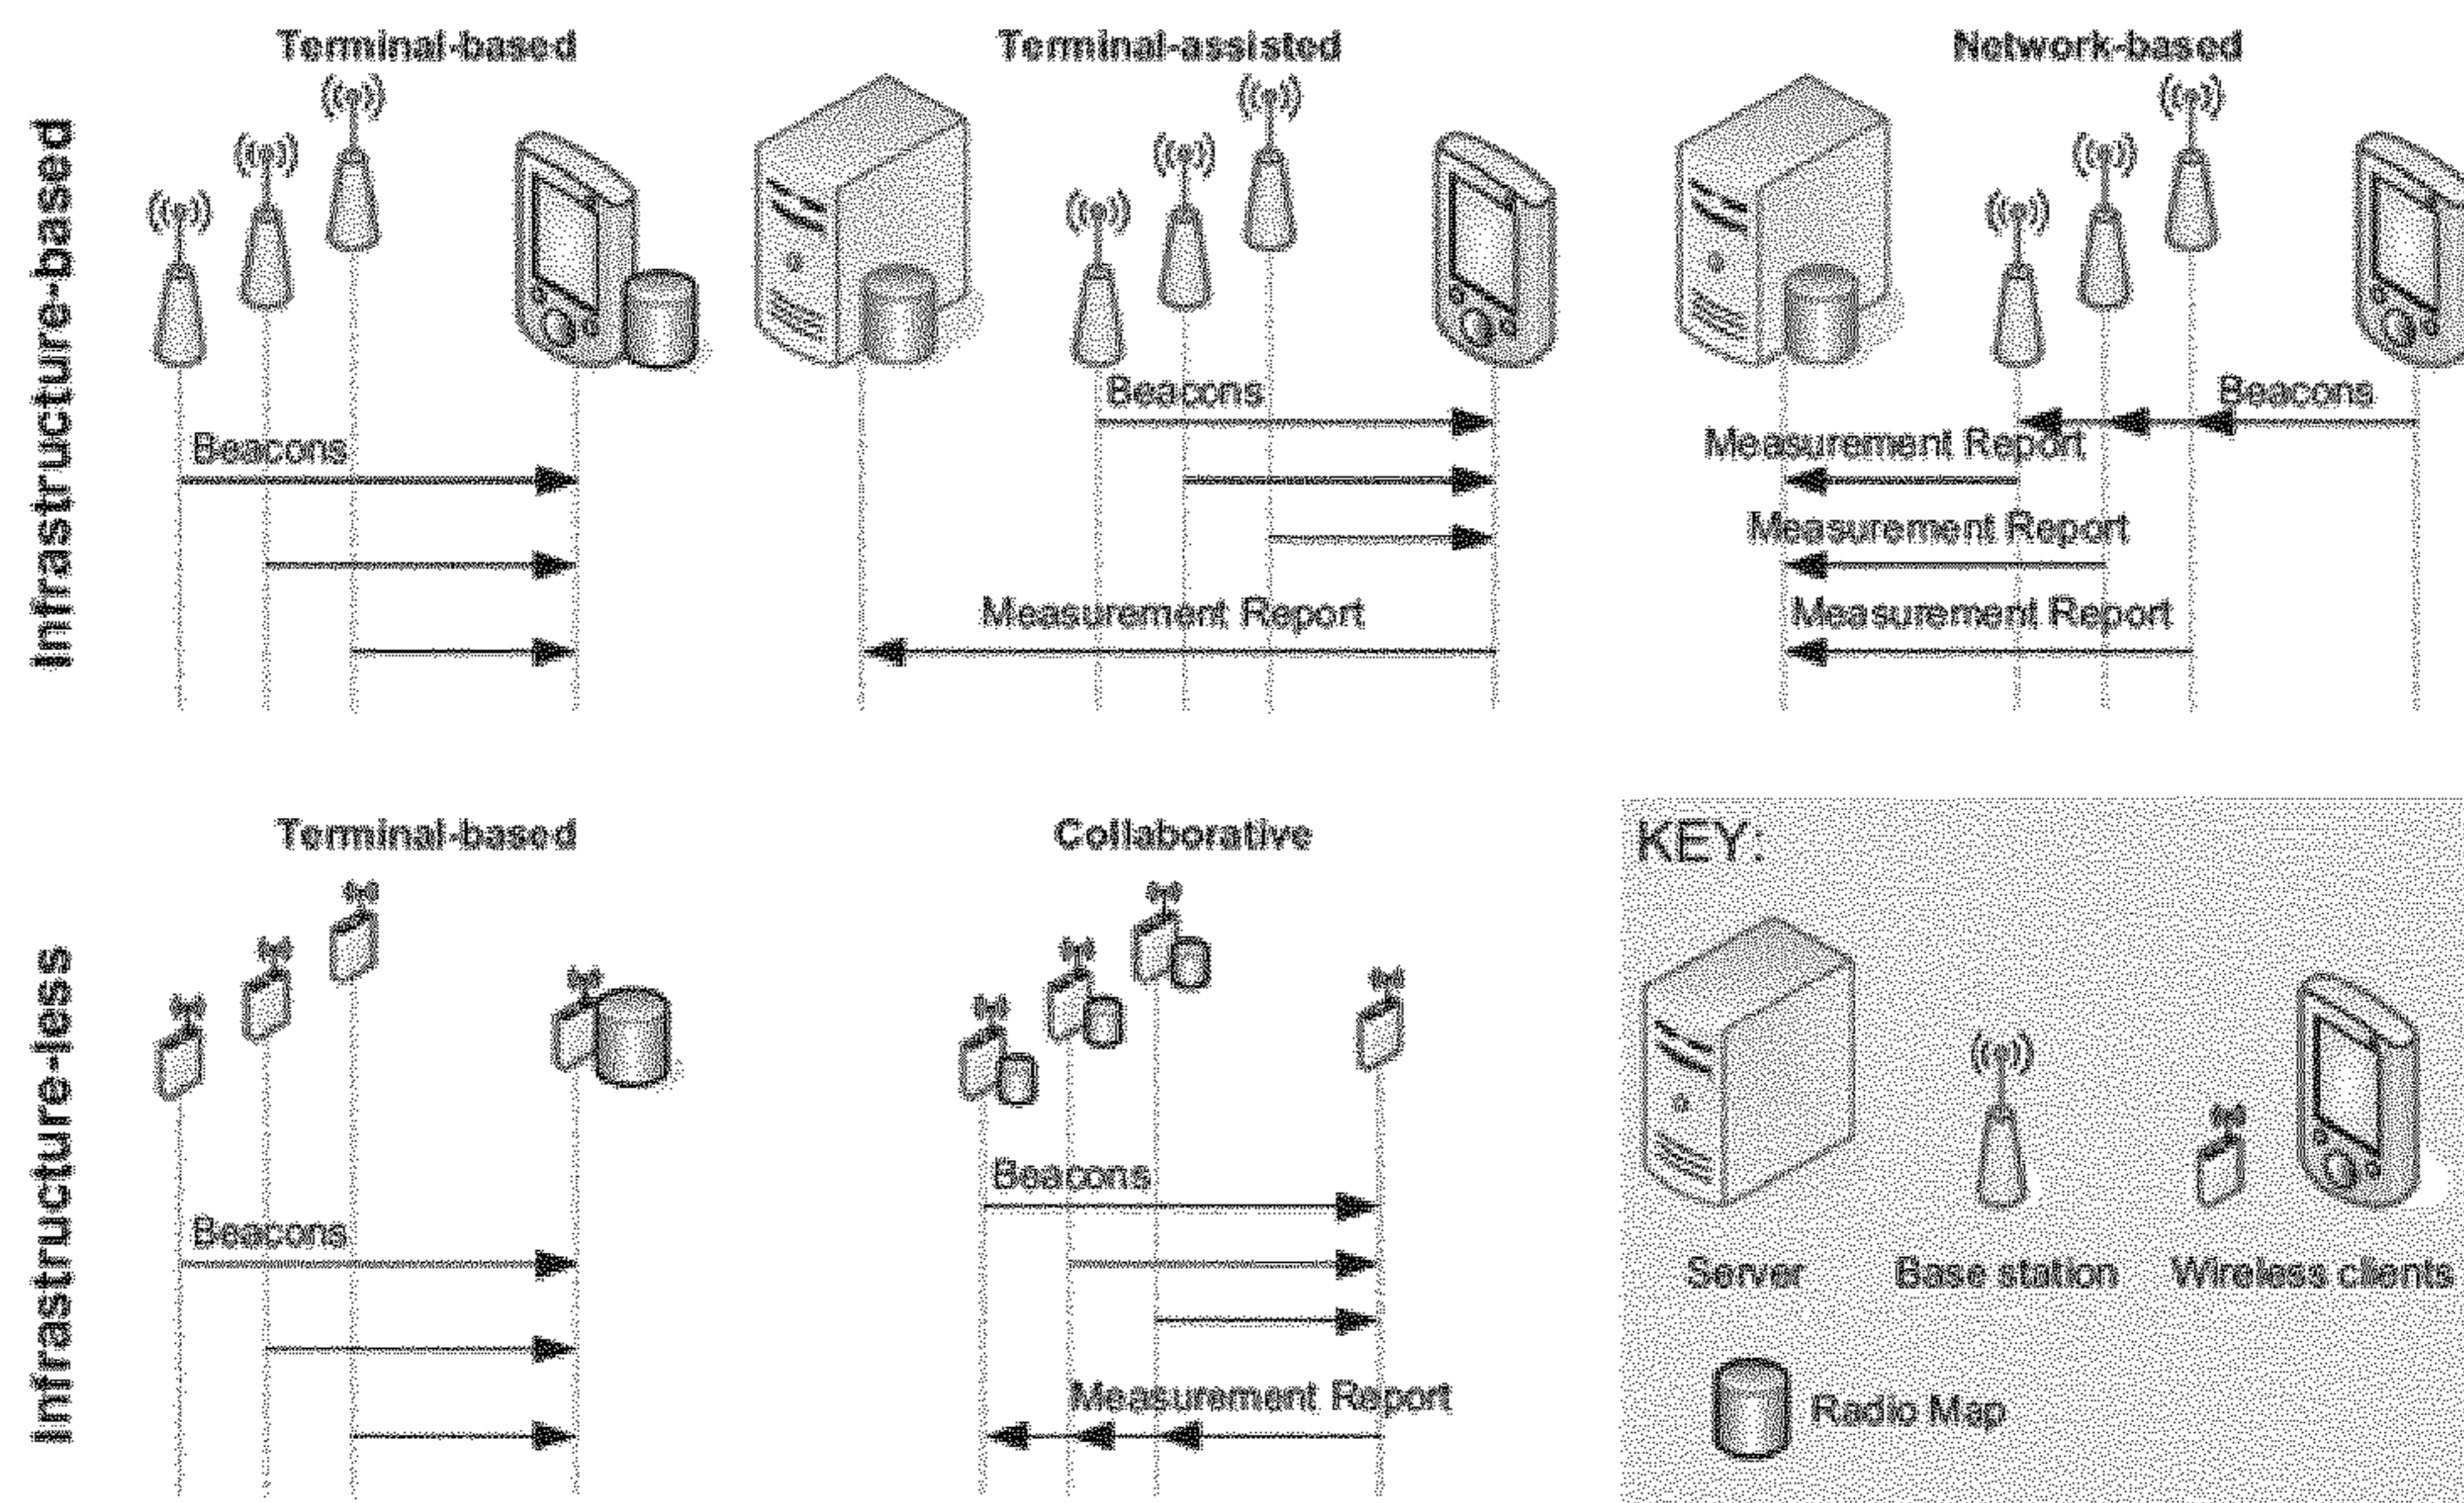 Infrastructure-based
Terminal-based
Beacons
Terminal-assisted
Beacons
Measurement Report
Network-based
Beacons
Measurement Report
Measurement Report
Measurement Report
Infrastructure-less
Terminal-based
Beacons
Collaborative
Beacons
Measurement Report
KEY:
Server
Base station
Wireless clients
Radio Map